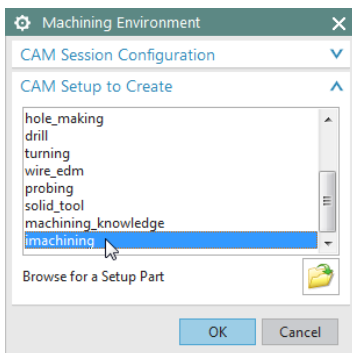 Machining Environment
CAM Session Configuration
CAM Setup to Create
hole_making
drill
turning
wire_edm
probing
solid_tool
machining_knowledge
imachining
Browse for a Setup Part
OK Cancel